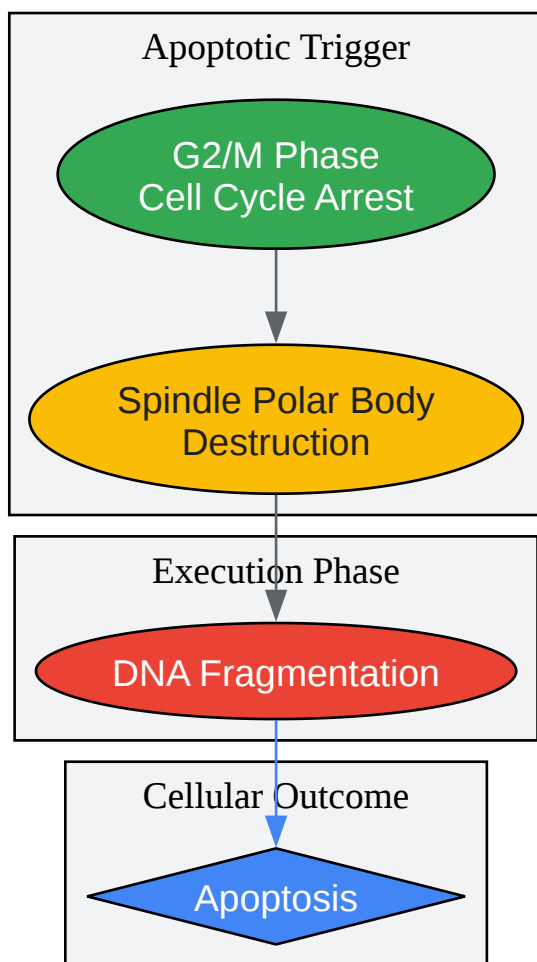 Apoptotic Trigger
G2/M Phase
Cell Cycle Arrest
Spindle Polar Body
Destruction
Execution Phase
DNA Fragmentation
Cellular Outcome
Apoptosis